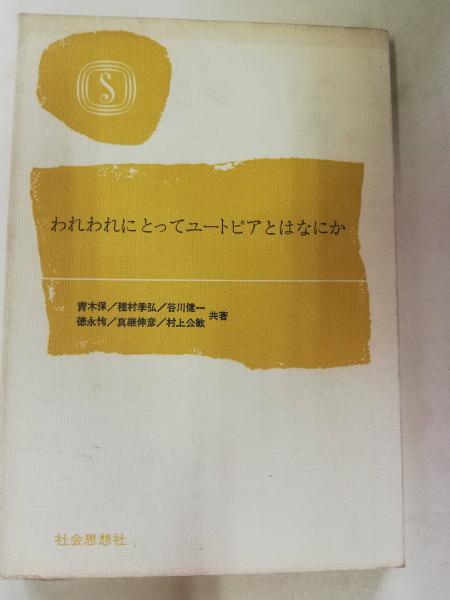 S
われわれにとってユートピアとはなにか
青木保／種村季弘／谷川健一
徳永恂／真継伸彦／村上公敏 共著
社会思想社